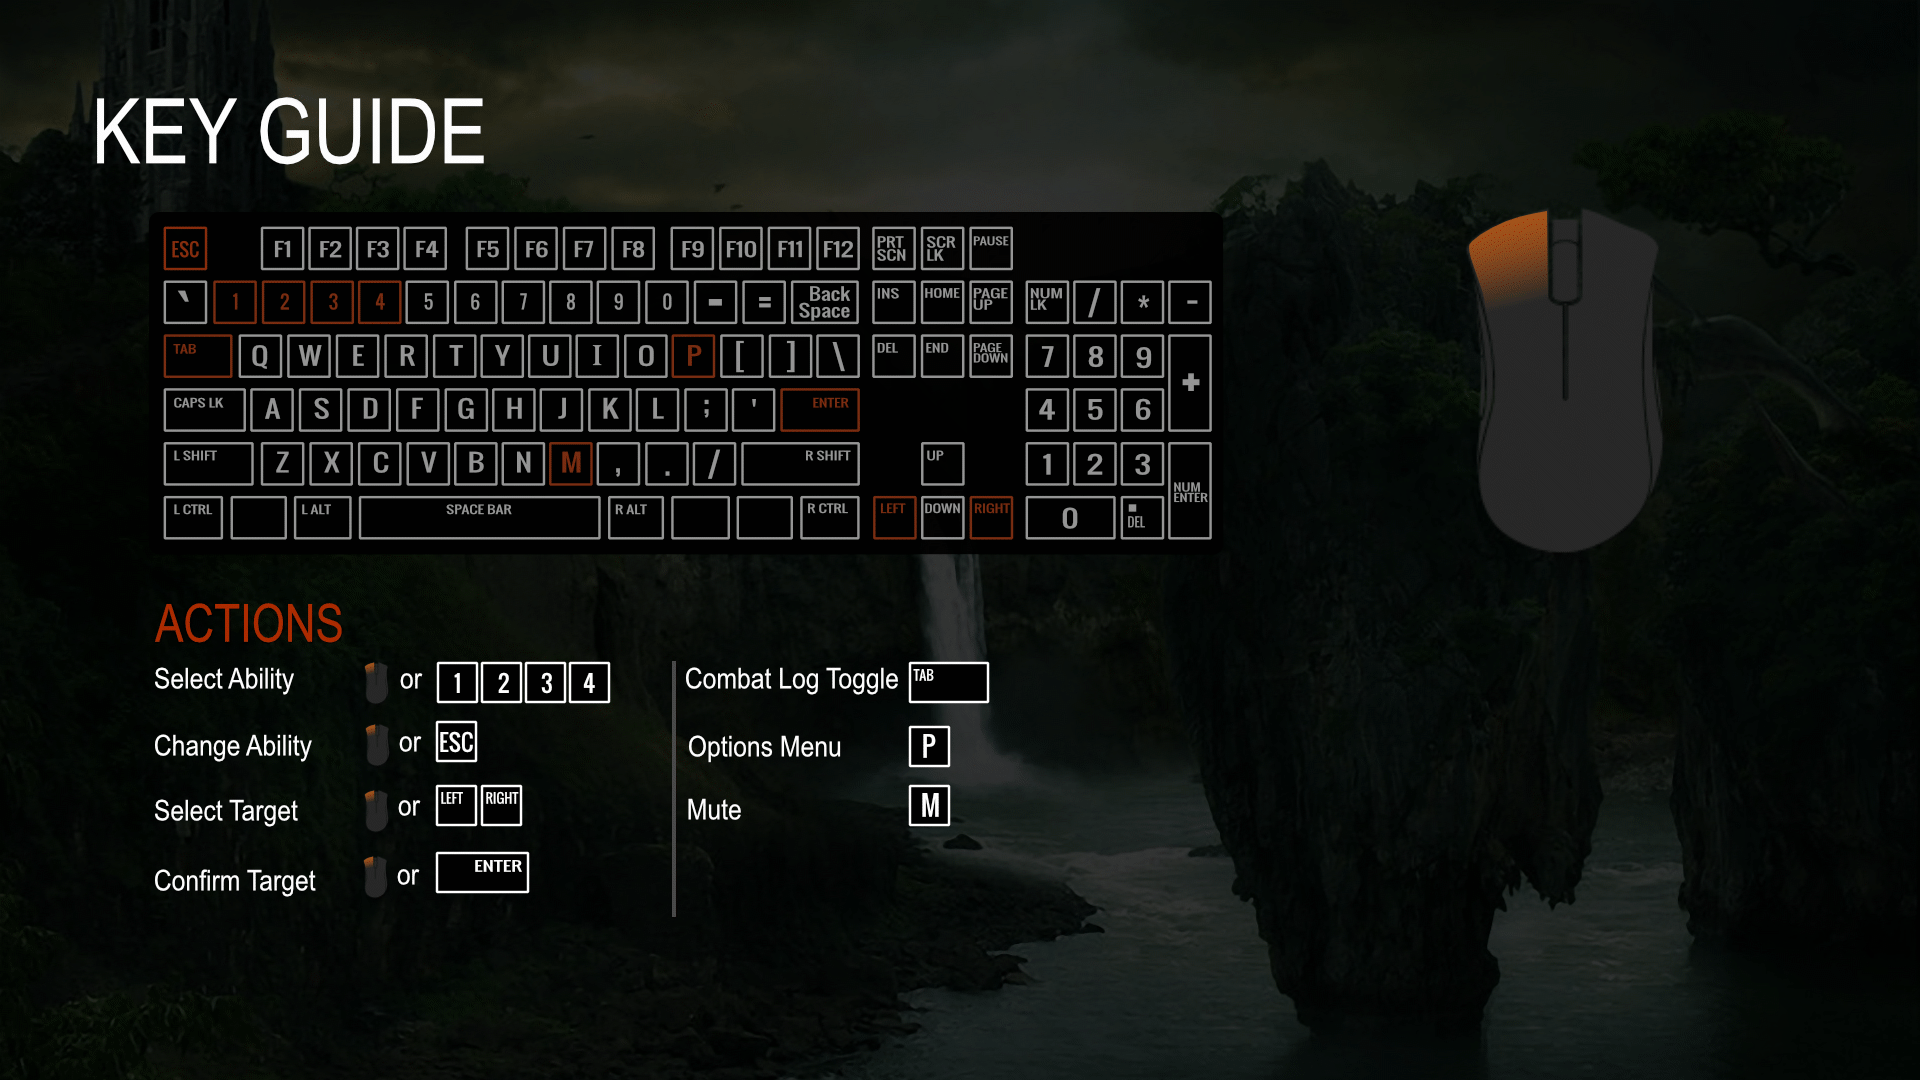 KEY GUIDE
ESC F1 F2 F3 F4 F5 F6 F7 F8 F9 F10 F11 F12 PRT SCN SCR LK PAUSE
` 1 2 3 4 5 6 7 8 9 0 - = Back Space INS HOME PAGE UP NUM LK / * -
TAB Q W E R T Y U I O P [ ] \ DEL END PAGE DOWN 7 8 9 +
CAPS LK A S D F G H J K L ; ' ENTER 4 5 6
L SHIFT Z X C V B N M , . / R SHIFT UP 1 2 3 NUM ENTER
L CTRL L ALT SPACE BAR R ALT R CTRL LEFT DOWN RIGHT 0 . DEL
ACTIONS
Select Ability or 1 2 3 4
Change Ability or ESC
Select Target or LEFT RIGHT
Confirm Target or ENTER
Combat Log Toggle TAB
Options Menu P
Mute M